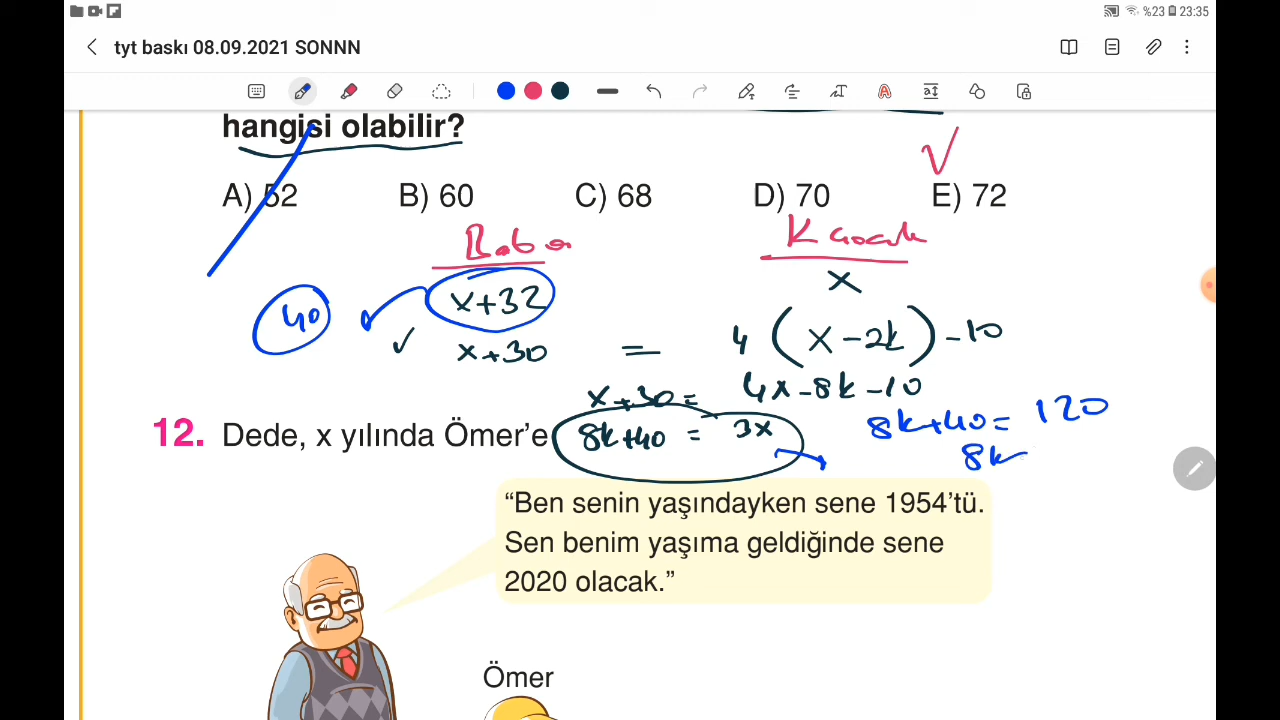 %23 23:35
tyt baskı 08.09.2021 SONNN
hangisi olabilir?
A) 52 B) 60 C) 68 D) 70 E) 72
Baba
x+32
40
x+30 = 4 (x-2k) -10
x+30 = 4x-8k-10
8k+40 = 3x
8k+40 = 120
8k
x
12. Dede, x yılında Ömer'e
“Ben senin yaşındayken sene 1954’tü.
Sen benim yaşıma geldiğinde sene
2020 olacak.”
Ömer